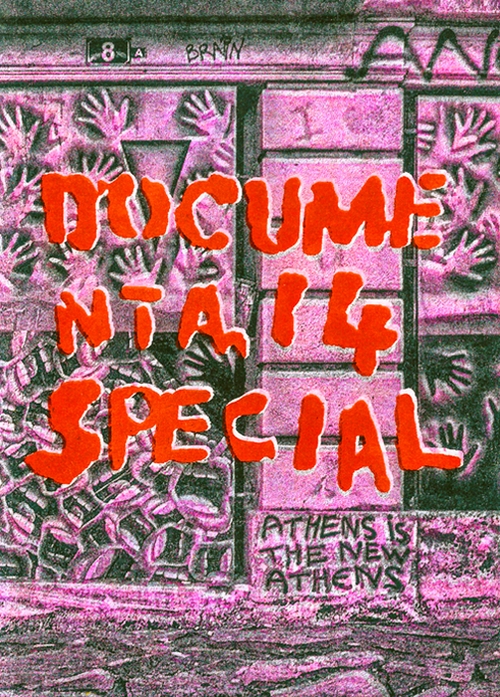 8 A
BRAIN
DOCUME
NTA 14
SPECIAL
ATHENS IS
THE NEW
ATHENS